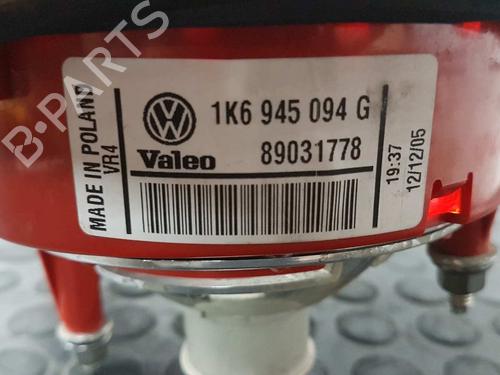 B-PARTS
MADE IN POLAND
VR4
1K6 945 094 G
Valeo
89031778
19:37
12/12/05